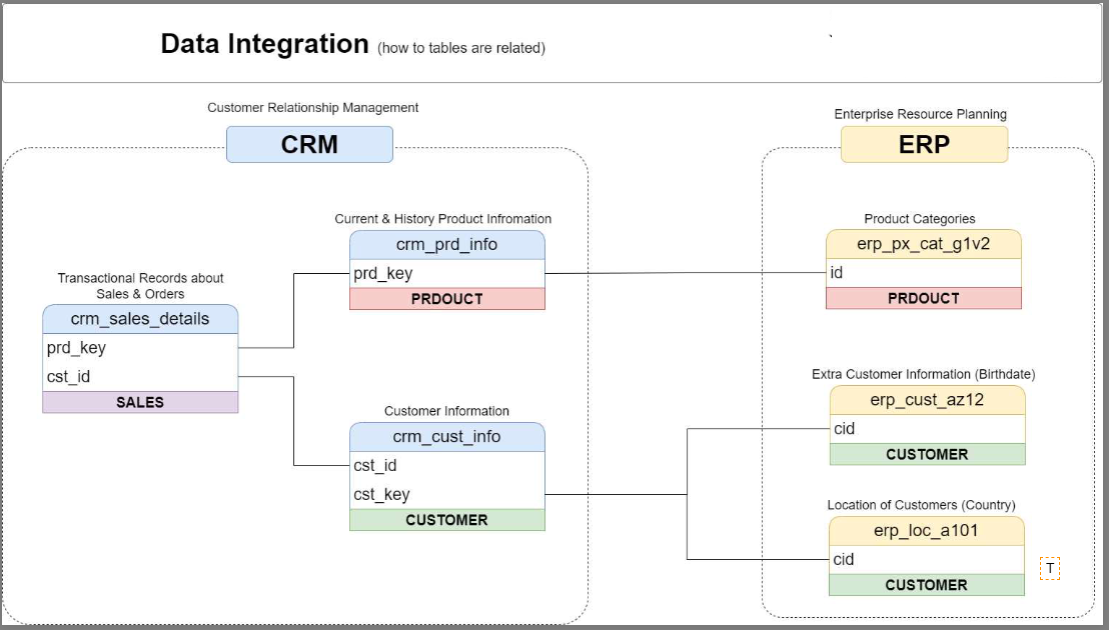 Data Integration (how to tables are related)
Customer Relationship Management
CRM
Enterprise Resource Planning
ERP
Current & History Product Infromation
crm_prd_info
prd_key
PRDOUCT
Product Categories
erp_px_cat_g1v2
id
PRDOUCT
Transactional Records about
Sales & Orders
crm_sales_details
prd_key
cst_id
SALES
Customer Information
crm_cust_info
cst_id
cst_key
CUSTOMER
Extra Customer Information (Birthdate)
erp_cust_az12
cid
CUSTOMER
Location of Customers (Country)
erp_loc_a101
cid
CUSTOMER
T